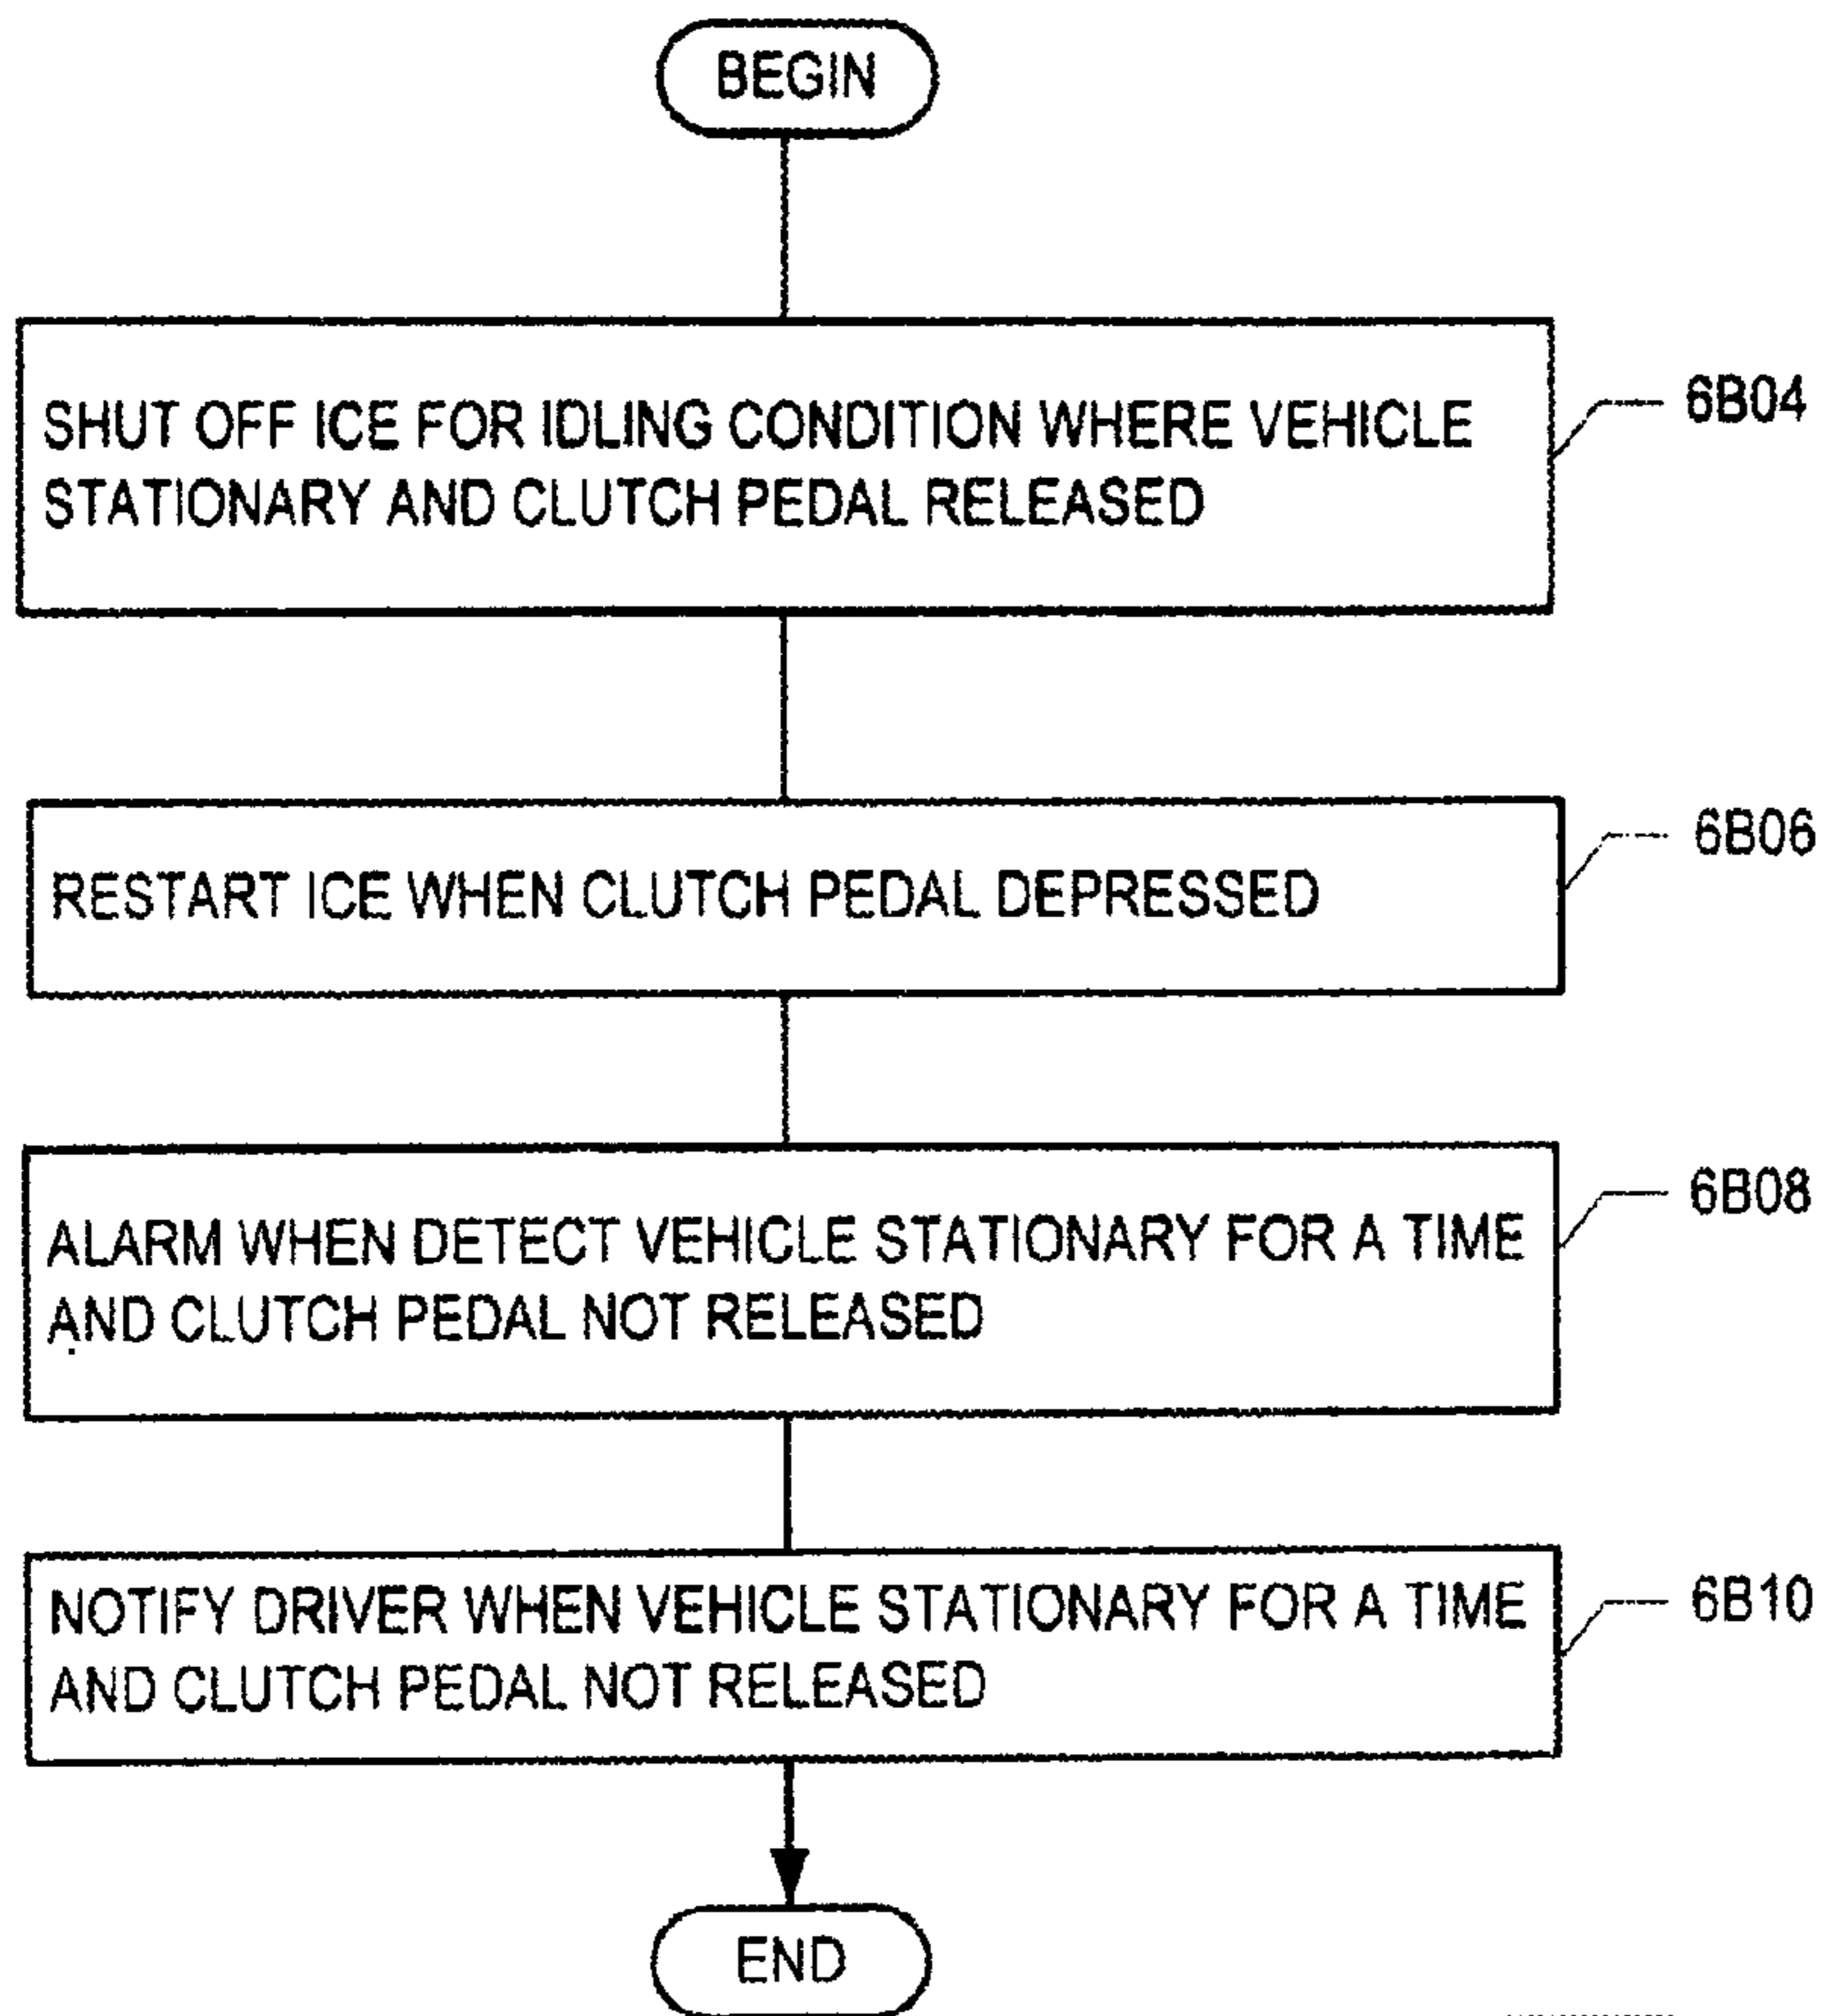 BEGIN
SHUT OFF ICE FOR IDLING CONDITION WHERE VEHICLE
STATIONARY AND CLUTCH PEDAL RELEASED
6B04
RESTART ICE WHEN CLUTCH PEDAL DEPRESSED
6B06
ALARM WHEN DETECT VEHICLE STATIONARY FOR A TIME
AND CLUTCH PEDAL NOT RELEASED
6B08
NOTIFY DRIVER WHEN VEHICLE STATIONARY FOR A TIME
AND CLUTCH PEDAL NOT RELEASED
6B10
END